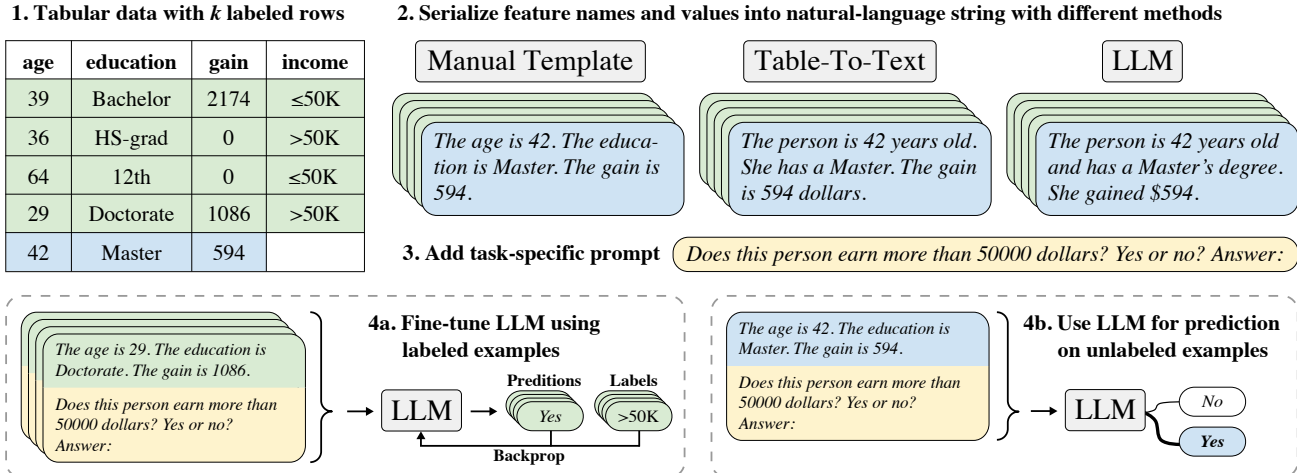 1. Tabular data with k labeled rows
age education gain income
39 Bachelor 2174 ≤50K
36 HS-grad 0 >50K
64 12th 0 ≤50K
29 Doctorate 1086 >50K
42 Master 594
2. Serialize feature names and values into natural-language string with different methods
Manual Template
The age is 42. The educa-
tion is Master. The gain is
594.
Table-To-Text
The person is 42 years old.
She has a Master. The gain
is 594 dollars.
LLM
The person is 42 years old
and has a Master's degree.
She gained $594.
3. Add task-specific prompt
Does this person earn more than 50000 dollars? Yes or no? Answer:
4a. Fine-tune LLM using
labeled examples
The age is 29. The education is
Doctorate. The gain is 1086.
Does this person earn more than
50000 dollars? Yes or no?
Answer:
LLM
Preditions
Yes
Labels
>50K
Backprop
4b. Use LLM for prediction
on unlabeled examples
The age is 42. The education is
Master. The gain is 594.
Does this person earn more than
50000 dollars? Yes or no?
Answer:
LLM
No
Yes